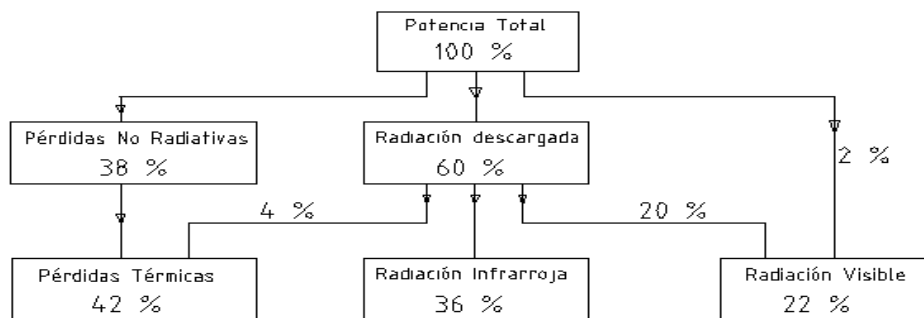 Potencia Total
100 %
Pérdidas No Radiativas
38 %
Radiación descargada
60 %
2 %
4 %
20 %
Pérdidas Térmicas
42 %
Radiación Infrarroja
36 %
Radiación Visible
22 %